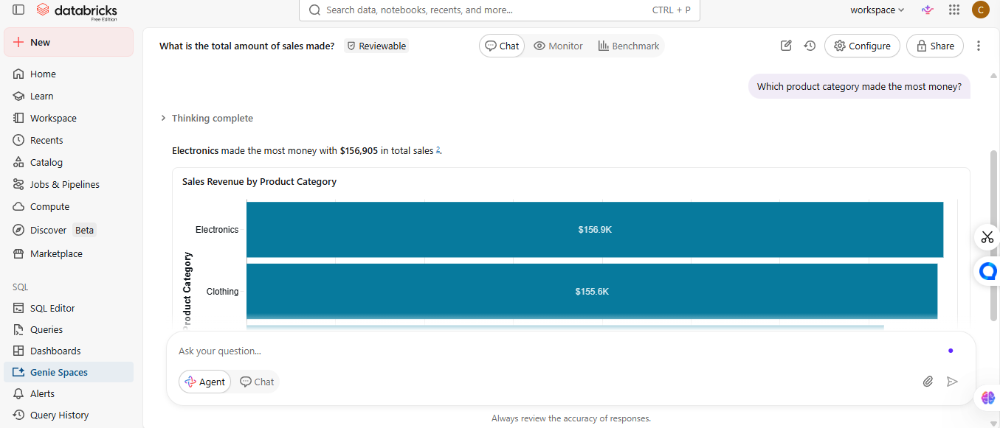 databricks
Free Edition
Search data, notebooks, recents, and more...
CTRL + P
workspace
C
New
Home
Learn
Workspace
Recents
Catalog
Jobs & Pipelines
Compute
Discover Beta
Marketplace
SQL
SQL Editor
Queries
Dashboards
Genie Spaces
Alerts
Query History
What is the total amount of sales made?
Reviewable
Chat
Monitor
Benchmark
Configure
Share
Which product category made the most money?
Thinking complete
Electronics made the most money with $156,905 in total sales 2.
Sales Revenue by Product Category
Product Category
Electronics
$156.9K
Clothing
$155.6K
Ask your question...
Agent
Chat
Always review the accuracy of responses.